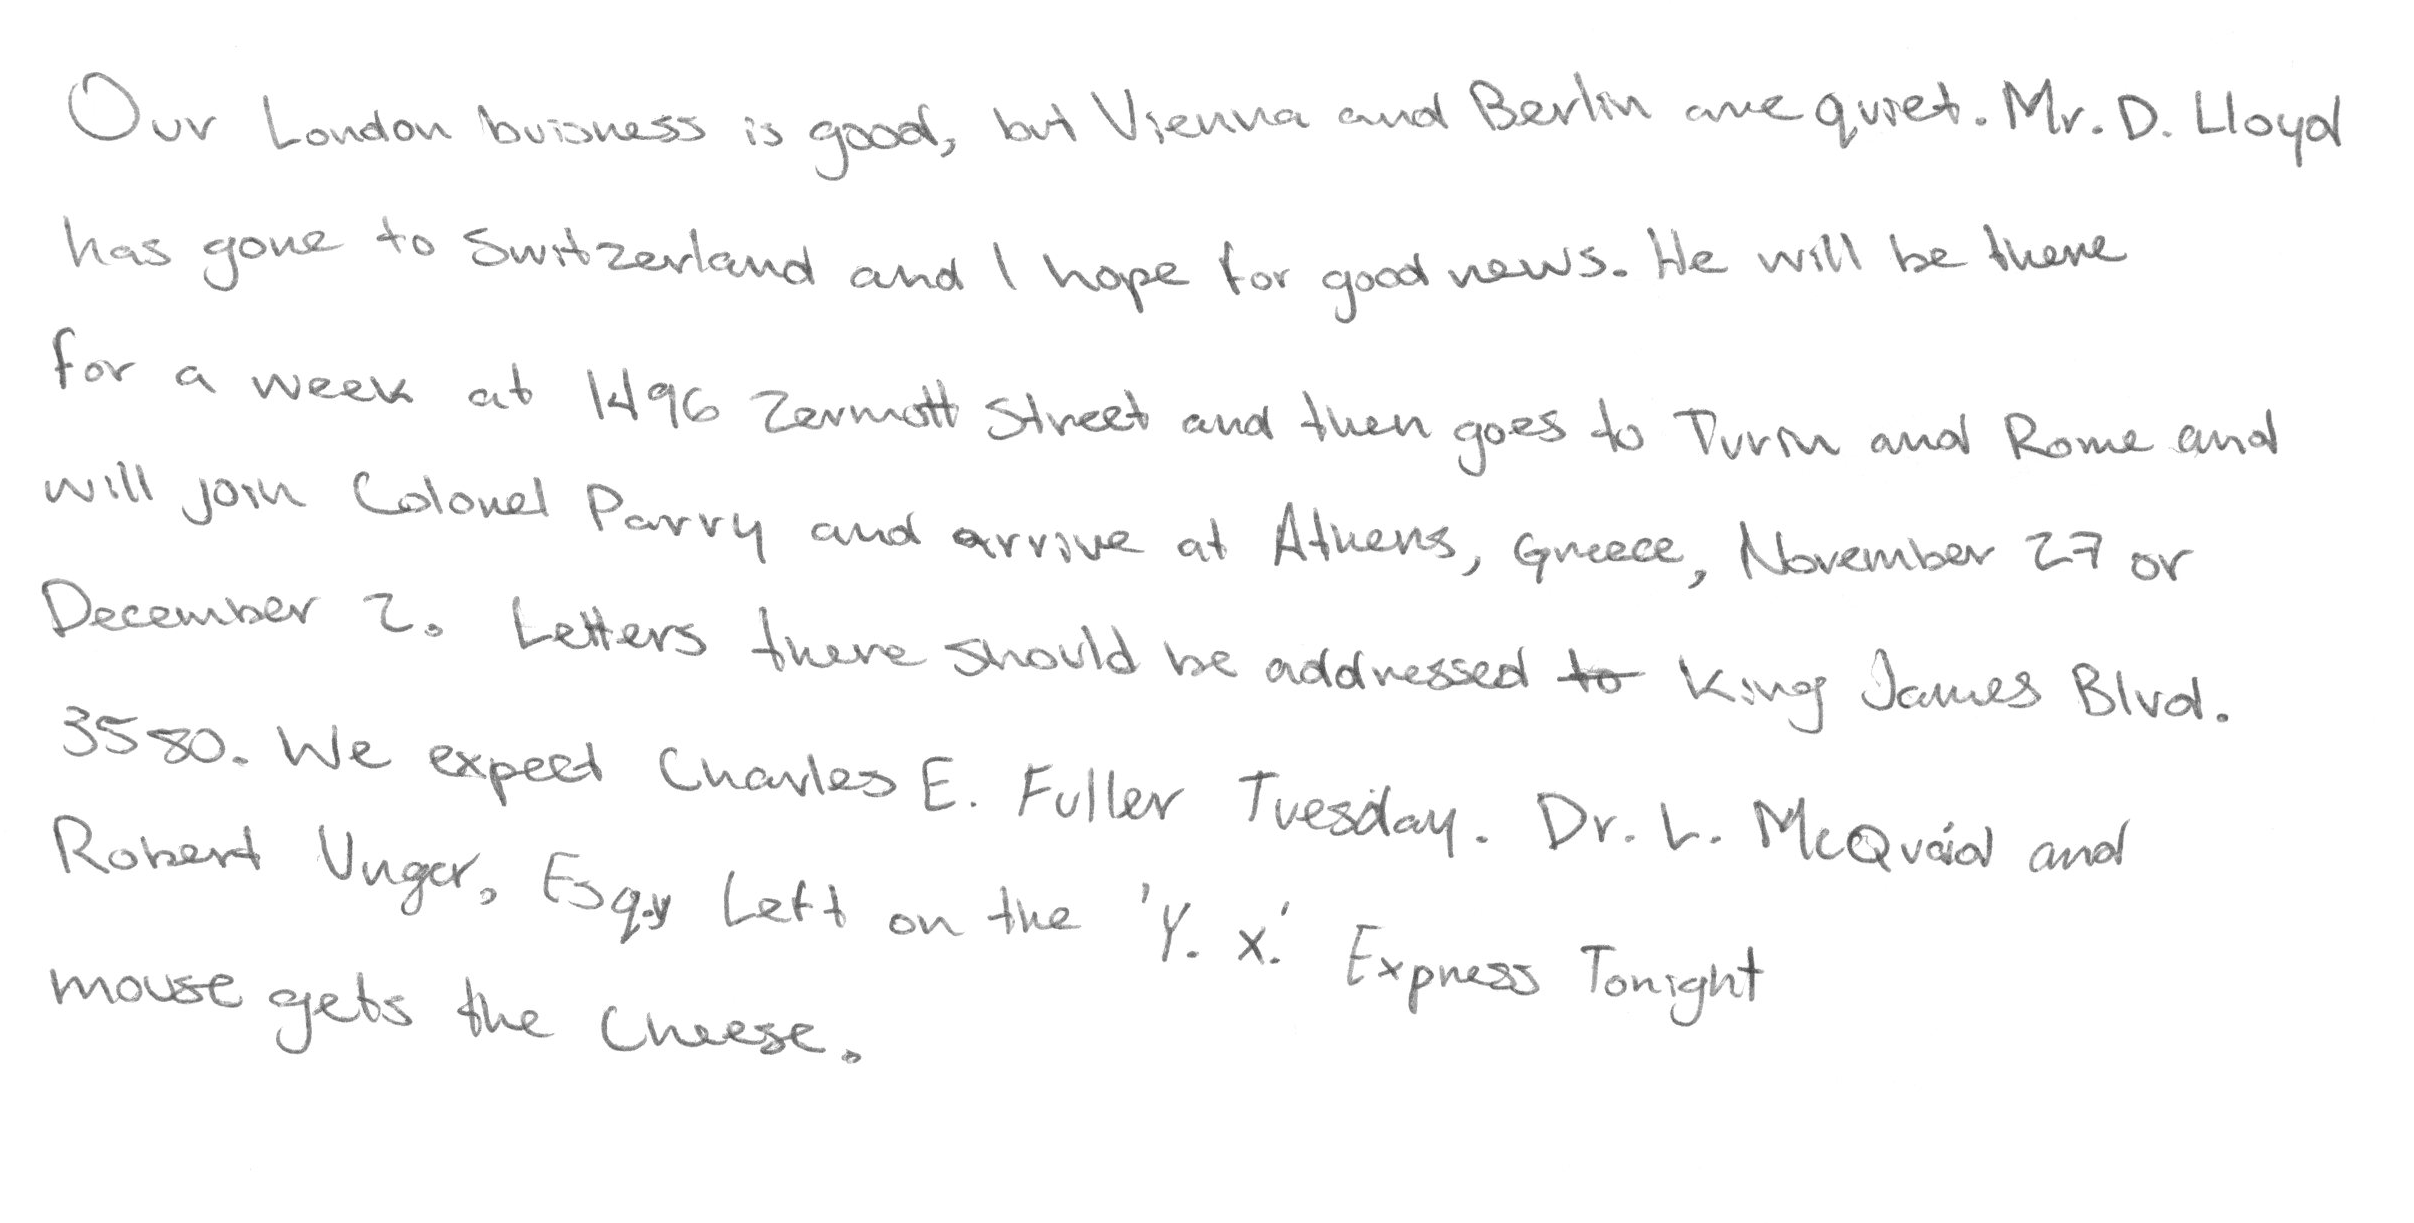 Our London buisness is good, but Vienna and Berlin are quiet. Mr. D. Lloyd
has gone to Switzerland and I hope for good news. He will be there
for a week at 1496 Zermott Street and then goes to Turin and Rome and
will join Colonel Parry and arrive at Athens, Greece, November 27 or
December 2. Letters there should be addressed to King James Blvd.
3580. We expect Charles E. Fuller Tuesday. Dr. L. McQuaid and
Robert Unger, Esq.y Left on the 'Y. X.' Express Tonight
mouse gets the cheese.